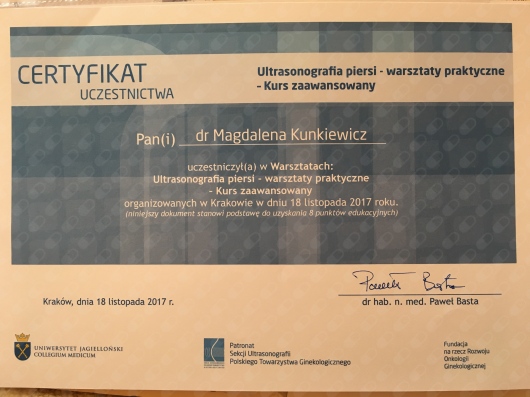 CERTYFIKAT
UCZESTNICTWA
Ultrasonografia piersi - warsztaty praktyczne
- Kurs zaawansowany
Pan(i) dr Magdalena Kunkiewicz
uczestniczył(a) w Warsztatach:
Ultrasonografia piersi - warsztaty praktyczne
- Kurs zaawansowany
organizowanych w Krakowie w dniu 18 listopada 2017 roku.
(niniejszy dokument stanowi podstawę do uzyskania 8 punktów edukacyjnych)
Paweł Basta
Kraków, dnia 18 listopada 2017 r.
dr hab. n. med. Paweł Basta
UNIWERSYTET JAGIELLOŃSKI
COLLEGIUM MEDICUM
Patronat
Sekcji Ultrasonografii
Polskiego Towarzystwa Ginekologicznego
Fundacja
na rzecz Rozwoju
Onkologii
Ginekologicznej